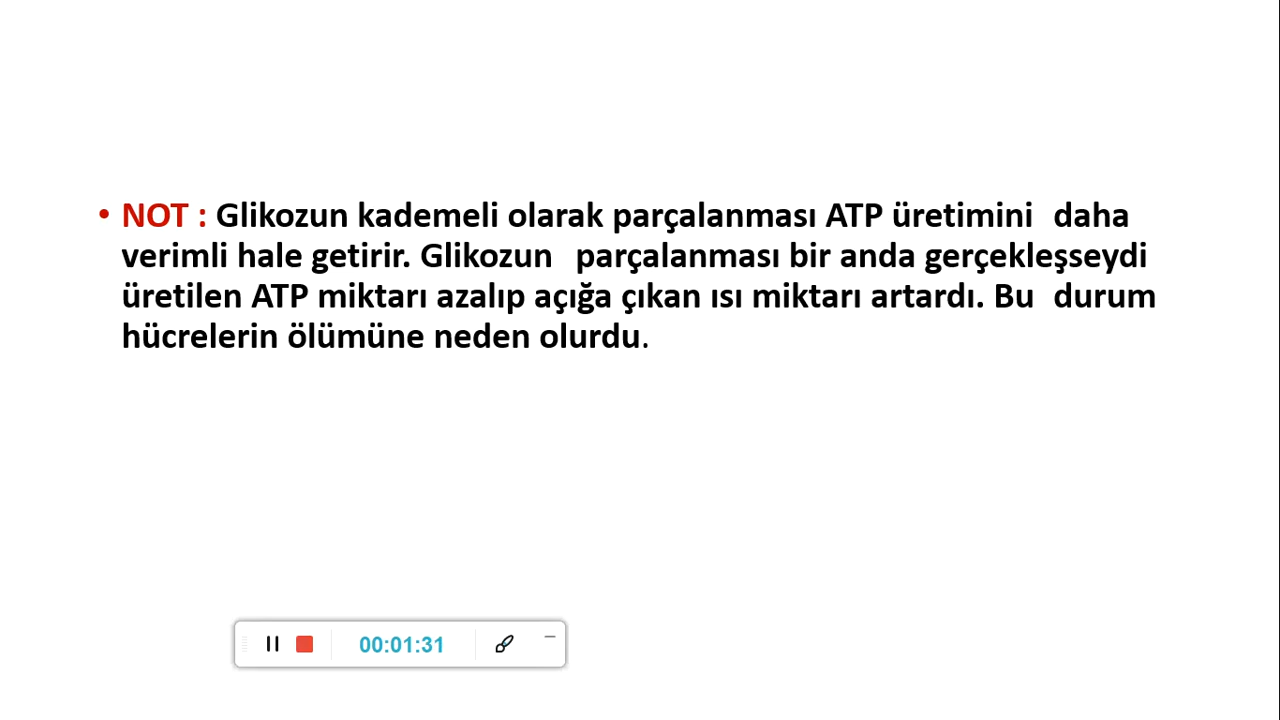 • NOT : Glikozun kademeli olarak parçalanması ATP üretimini daha
verimli hale getirir. Glikozun parçalanması bir anda gerçekleşseydi
üretilen ATP miktarı azalıp açığa çıkan ısı miktarı artardı. Bu durum
hücrelerin ölümüne neden olurdu.
00:01:31